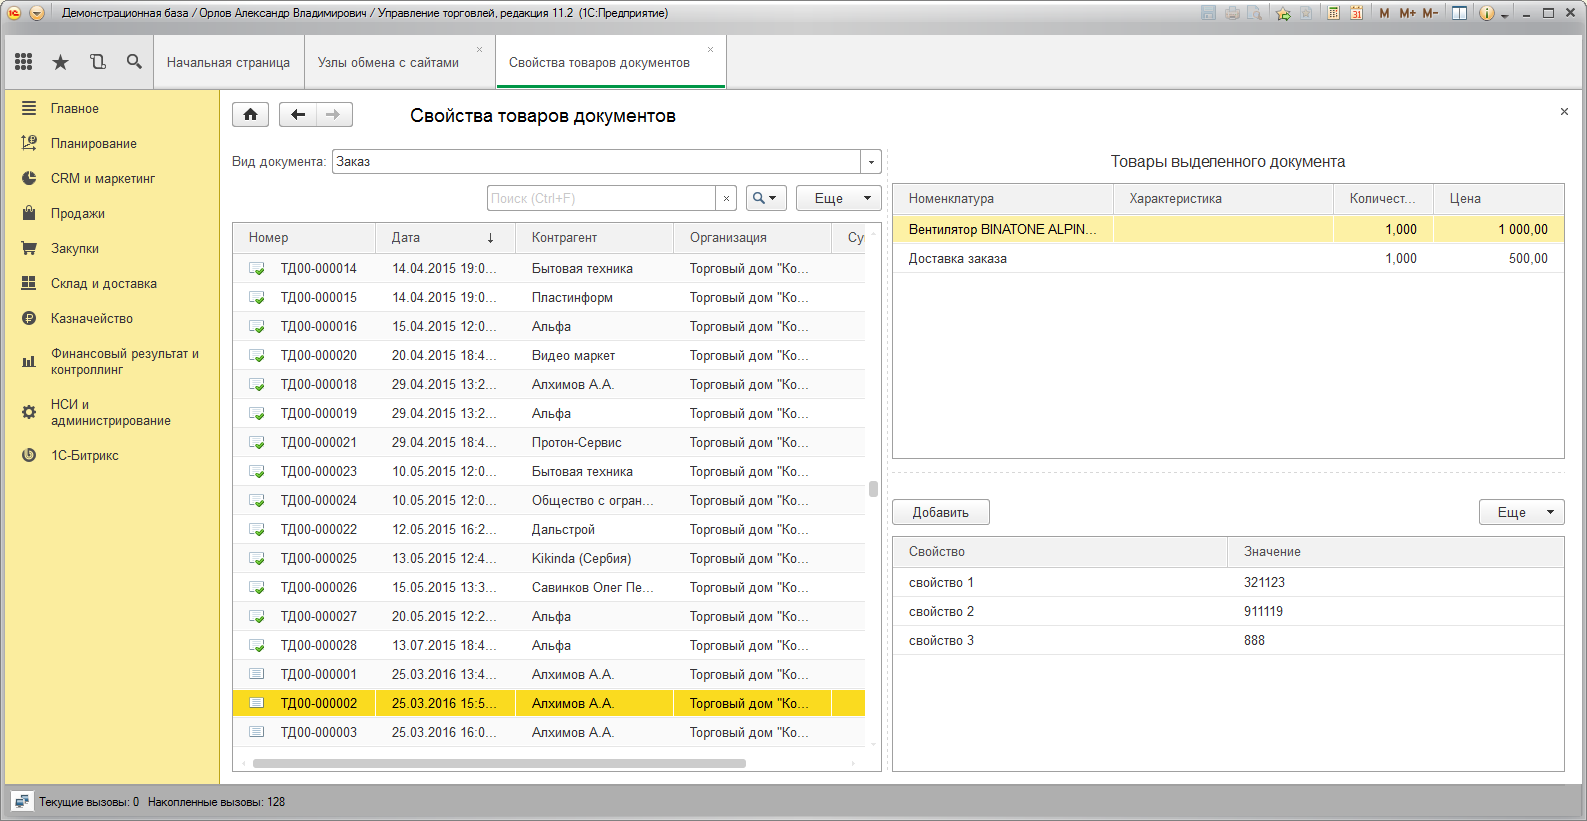 Демонстрационная база / Орлов Александр Владимирович / Управление торговлей, редакция 11.2 (1С:Предприятие)
31 M M+ M-
Начальная страница
Узлы обмена с сайтами
Свойства товаров документов
Главное
Планирование
CRM и маркетинг
Продажи
Закупки
Склад и доставка
Казначейство
Финансовый результат и
контроллинг
НСИ и
администрирование
1С-Битрикс
Свойства товаров документов
Вид документа: Заказ
Поиск (Ctrl+F)
Еще
Номер Дата Контрагент Организация
ТД00-000014 14.04.2015 19:0... Бытовая техника Торговый дом "Ко...
ТД00-000015 14.04.2015 19:0... Пластинформ Торговый дом "Ко...
ТД00-000016 15.04.2015 12:0... Альфа Торговый дом "Ко...
ТД00-000020 20.04.2015 18:4... Видео маркет Торговый дом "Ко...
ТД00-000018 29.04.2015 13:2... Алхимов А.А. Торговый дом "Ко...
ТД00-000019 29.04.2015 13:2... Альфа Торговый дом "Ко...
ТД00-000021 29.04.2015 18:4... Протон-Сервис Торговый дом "Ко...
ТД00-000023 10.05.2015 12:0... Бытовая техника Торговый дом "Ко...
ТД00-000024 10.05.2015 12:0... Общество с огран... Торговый дом "Ко...
ТД00-000022 12.05.2015 16:2... Дальстрой Торговый дом "Ко...
ТД00-000025 13.05.2015 12:4... Kikinda (Сербия) Торговый дом "Ко...
ТД00-000026 15.05.2015 13:3... Савинков Олег Пе... Торговый дом "Ко...
ТД00-000027 20.05.2015 12:2... Альфа Торговый дом "Ко...
ТД00-000028 13.07.2015 18:4... Альфа Торговый дом "Ко...
ТД00-000001 25.03.2016 13:4... Алхимов А.А. Торговый дом "Ко...
ТД00-000002 25.03.2016 15:5... Алхимов А.А. Торговый дом "Ко...
ТД00-000003 25.03.2016 16:0... Алхимов А.А. Торговый дом "Ко...
Товары выделенного документа
Номенклатура Характеристика Количест... Цена
Вентилятор BINATONE ALPIN... 1,000 1 000,00
Доставка заказа 1,000 500,00
Добавить
Еще
Свойство Значение
свойство 1 321123
свойство 2 911119
свойство 3 888
Текущие вызовы: 0 Накопленные вызовы: 128